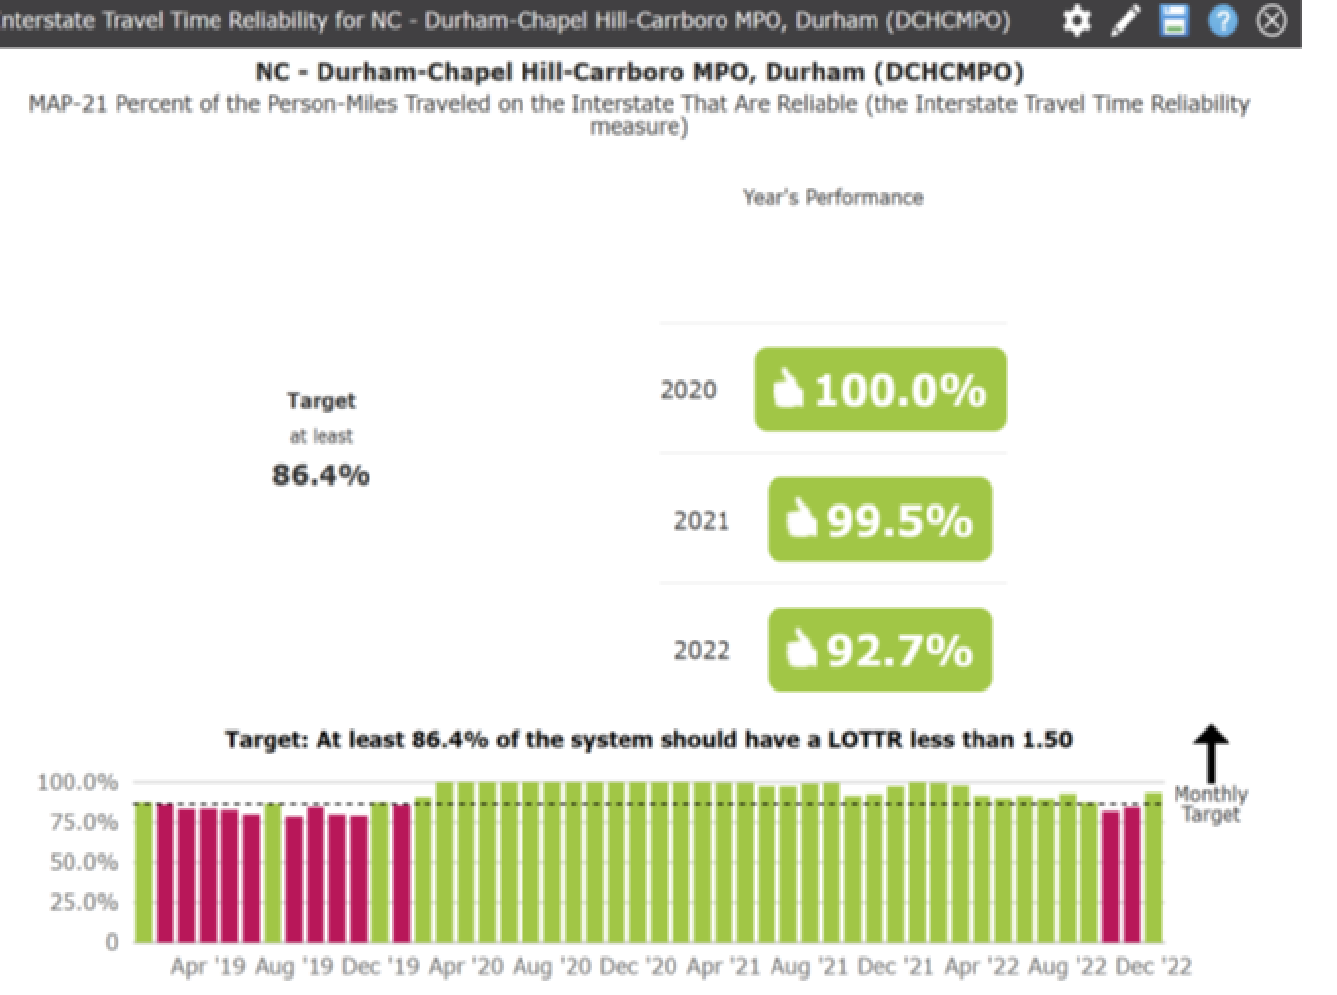 nterstate Travel Time Reliability for NC - Durham-Chapel Hill-Carrboro MPO, Durham (DCHCMPO)
?
NC - Durham-Chapel Hill-Carrboro MPO, Durham (DCHCMPO)
MAP-21 Percent of the Person-Miles Traveled on the Interstate That Are Reliable (the Interstate Travel Time Reliability
measure)
Year's Performance
Target
at least
86.4%
2020 100.0%
2021 99.5%
2022 92.7%
Target: At least 86.4% of the system should have a LOTTR less than 1.50
Monthly
Target
100.0%
75.0%
50.0%
25.0%
0
Apr '19 Aug '19 Dec '19 Apr '20 Aug '20 Dec '20 Apr '21 Aug '21 Dec '21 Apr '22 Aug '22 Dec '22